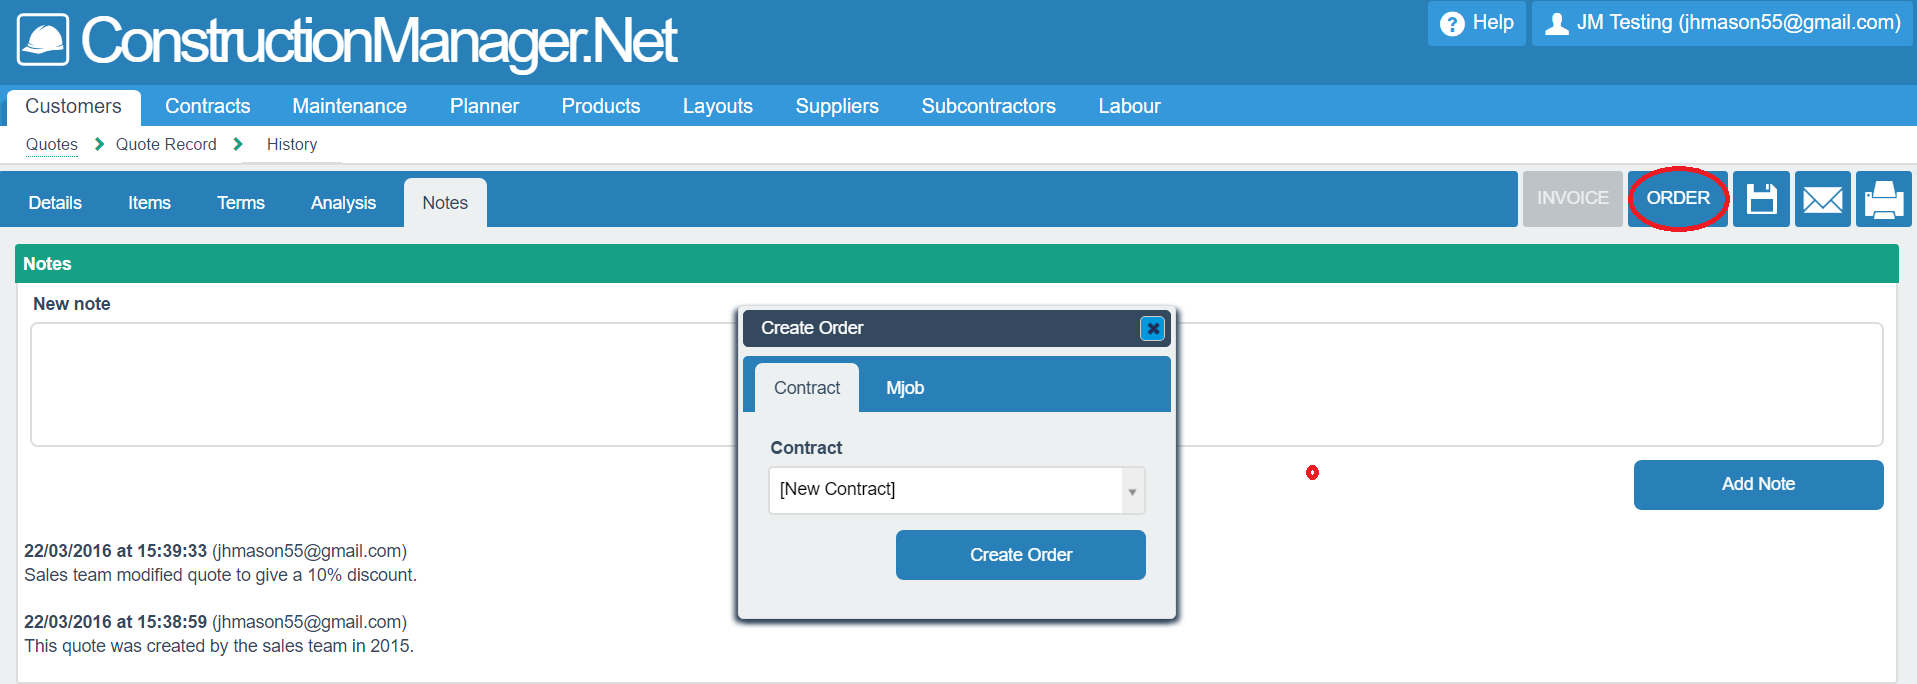 ConstructionManager.Net
? Help
JM Testing (jhmason55@gmail.com)
Customers Contracts Maintenance Planner Products Layouts Suppliers Subcontractors Labour
Quotes Quote Record History
Details Items Terms Analysis Notes INVOICE ORDER
Notes
New note
Create Order
Contract Mjob
Contract
[New Contract]
Create Order
Add Note
22/03/2016 at 15:39:33 (jhmason55@gmail.com)
Sales team modified quote to give a 10% discount.
22/03/2016 at 15:38:59 (jhmason55@gmail.com)
This quote was created by the sales team in 2015.